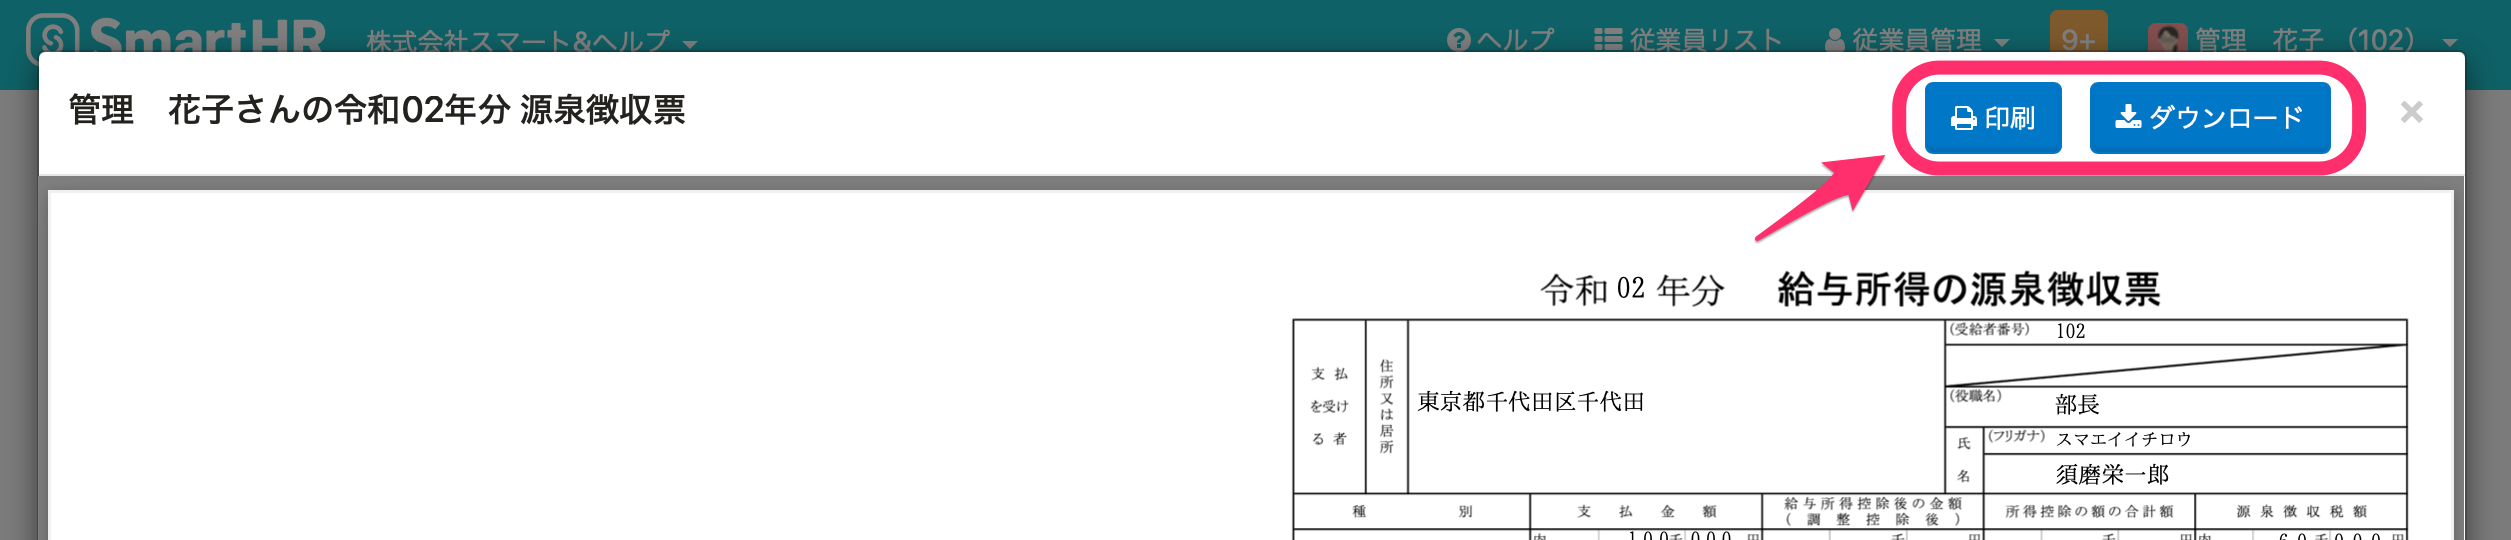 SmartHR 株式会社スマート&ヘルプ ヘルプ 従業員リスト 従業員管理 9+ 管理　花子（102）
管理　花子さんの令和02年分 源泉徴収票 印刷 ダウンロード ×
令和 02 年分 給与所得の源泉徴収票
支払を受ける者
住所又は居所
東京都千代田区千代田
(受給者番号) 102
(役職名) 部長
氏名
(フリガナ) スマエイイチロウ
須磨栄一郎
種別 支払金額 給与所得控除後の金額（調整控除後） 所得控除の額の合計額 源泉徴収税額